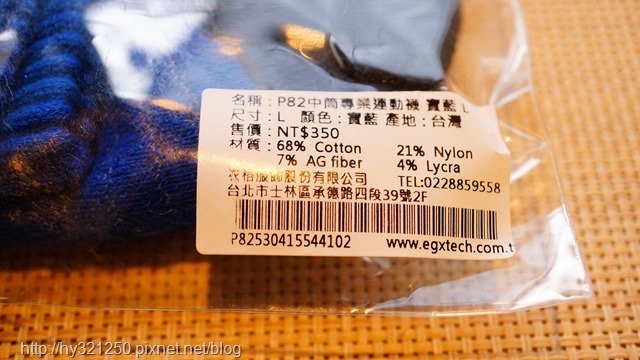 名稱：P82中筒專業運動襪 寶藍 L
尺寸：L 顏色：寶藍 產地：台灣
售價：NT$350
材質：68% Cotton 21% Nylon
7% AG fiber 4% Lycra
衣格服飾股份有限公司 TEL:0228859558
台北市士林區承德路四段39號2F
P82530415544102 www.egxtech.com.t
http://hy321250.pixnet.net/blog